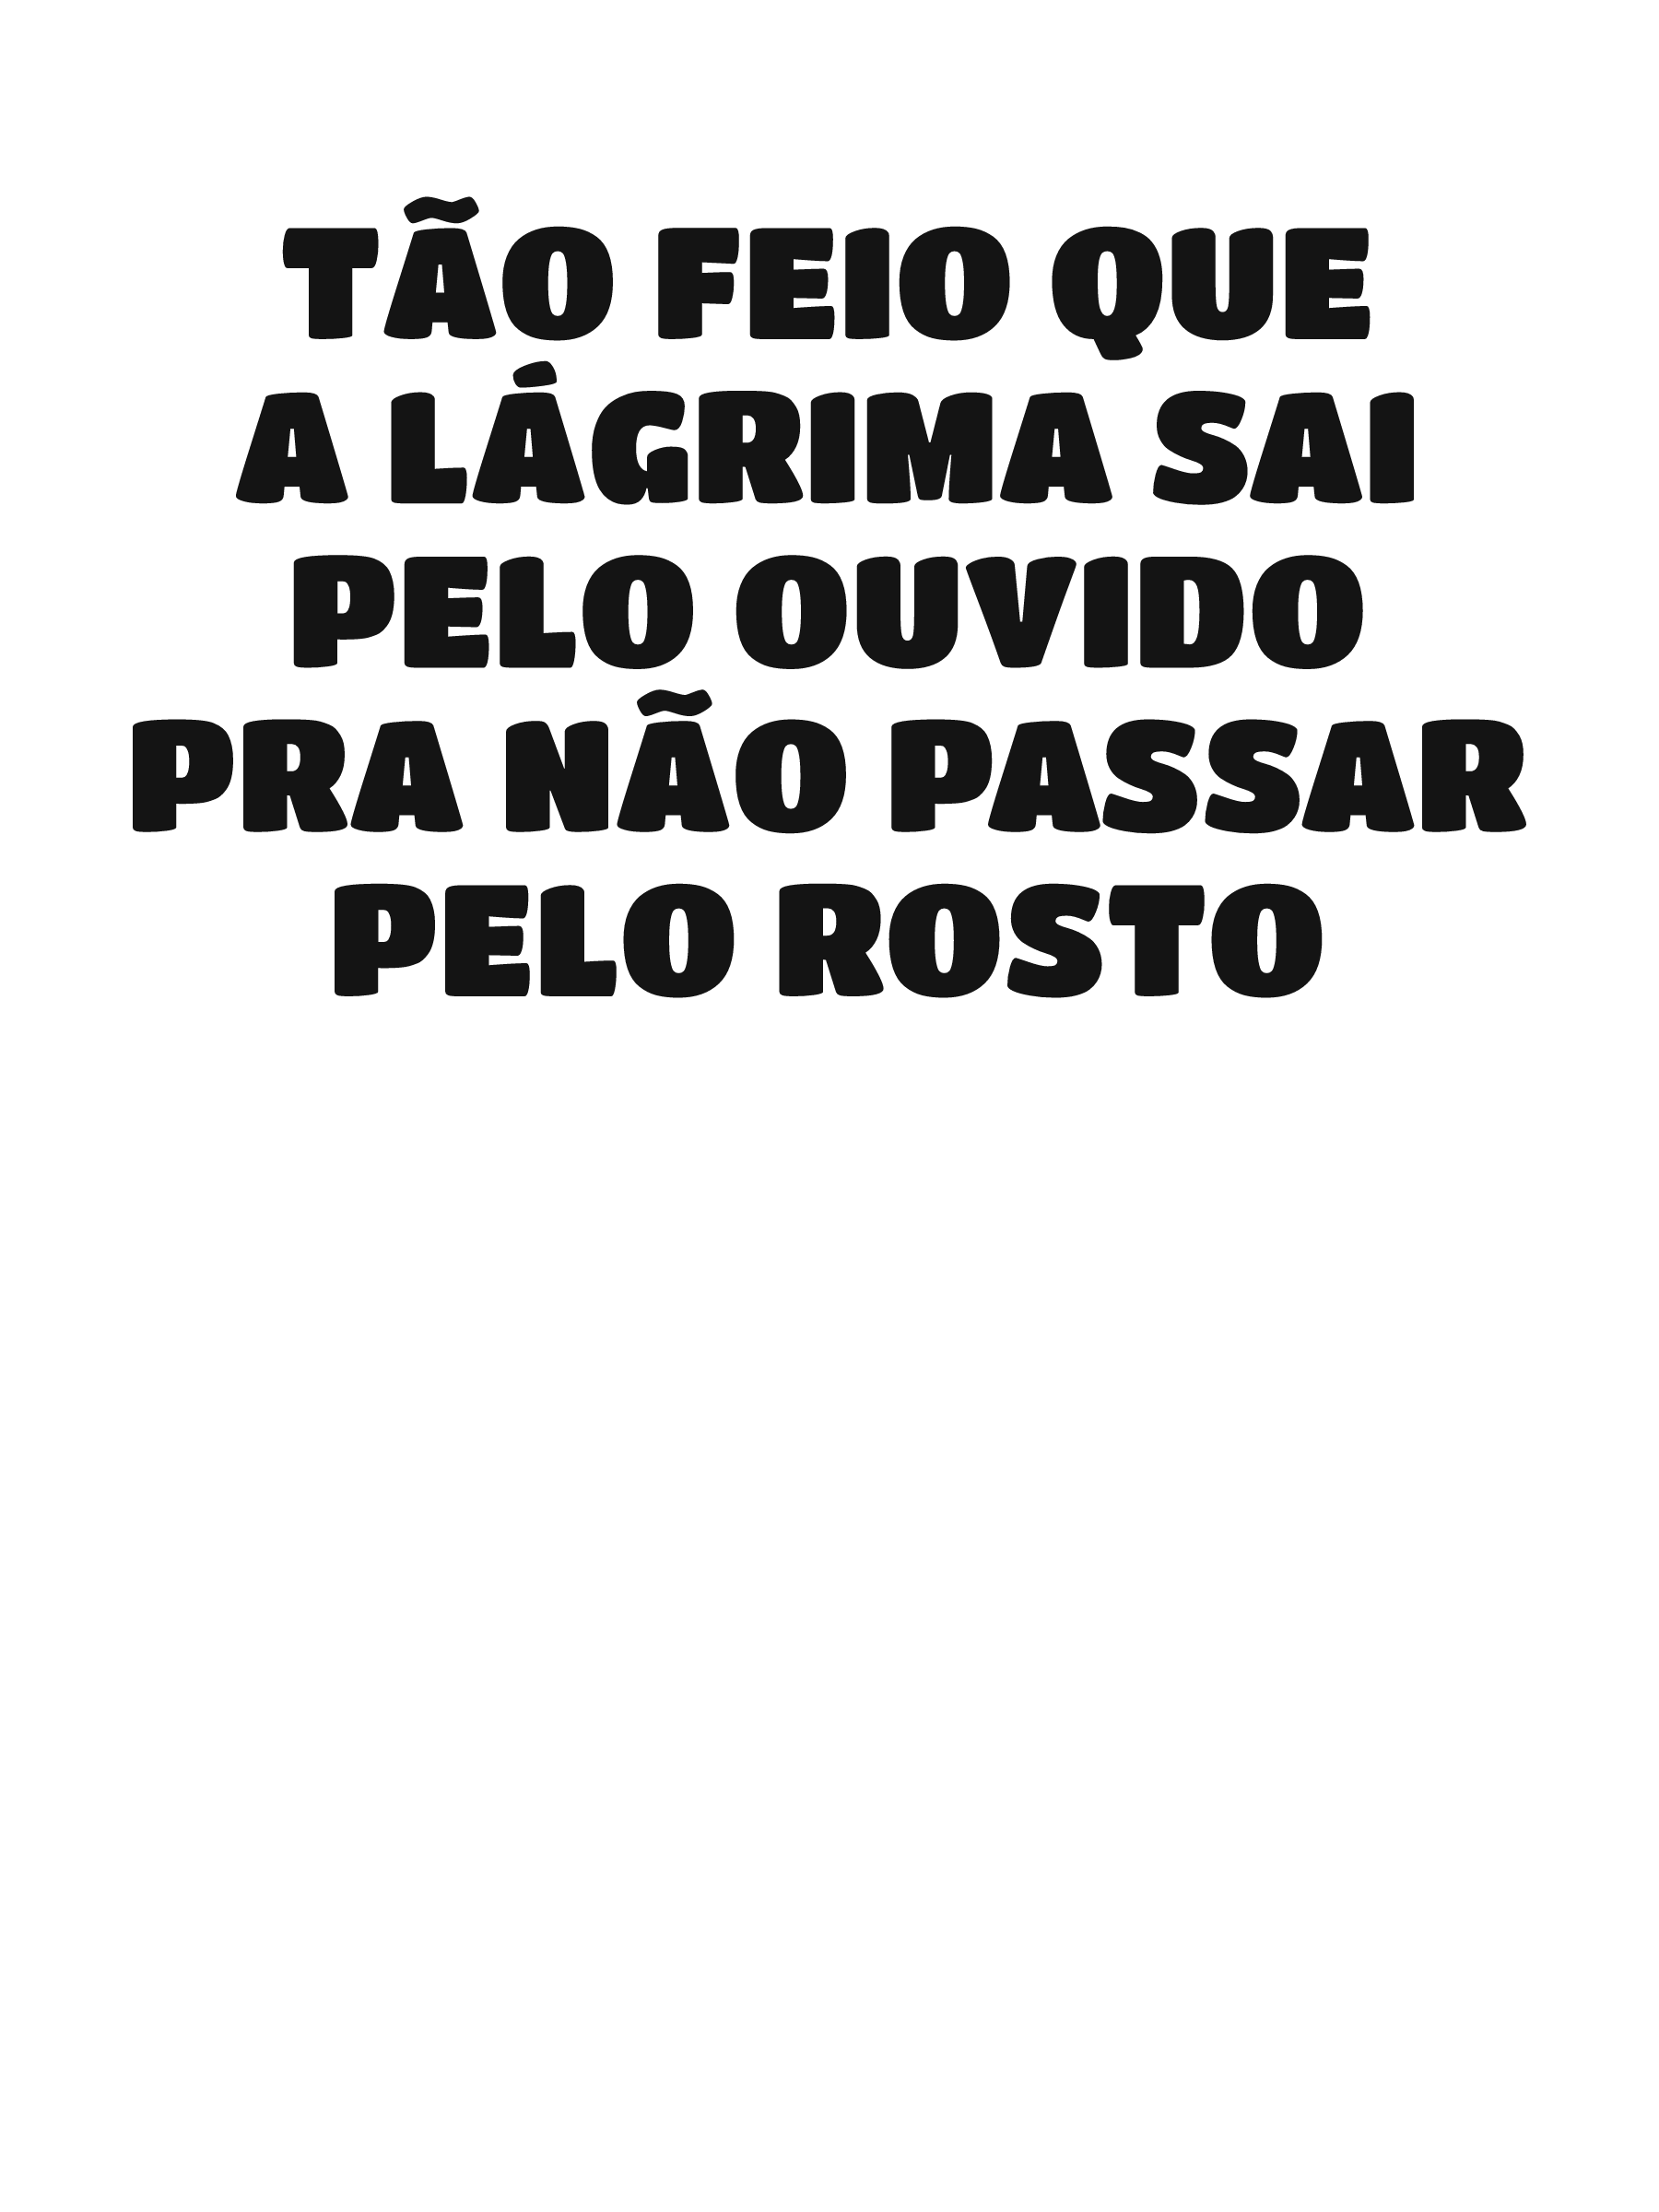 TÃO FEIO QUE
A LÁGRIMA SAI
PELO OUVIDO
PRA NÃO PASSAR
PELO ROSTO